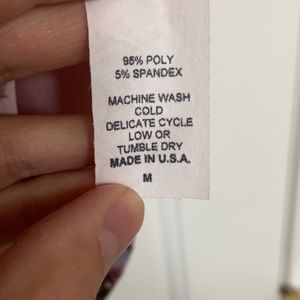 95% POLY
5% SPANDEX
MACHINE WASH
COLD
DELICATE CYCLE
LOW OR
TUMBLE DRY
MADE IN U.S.A.
M